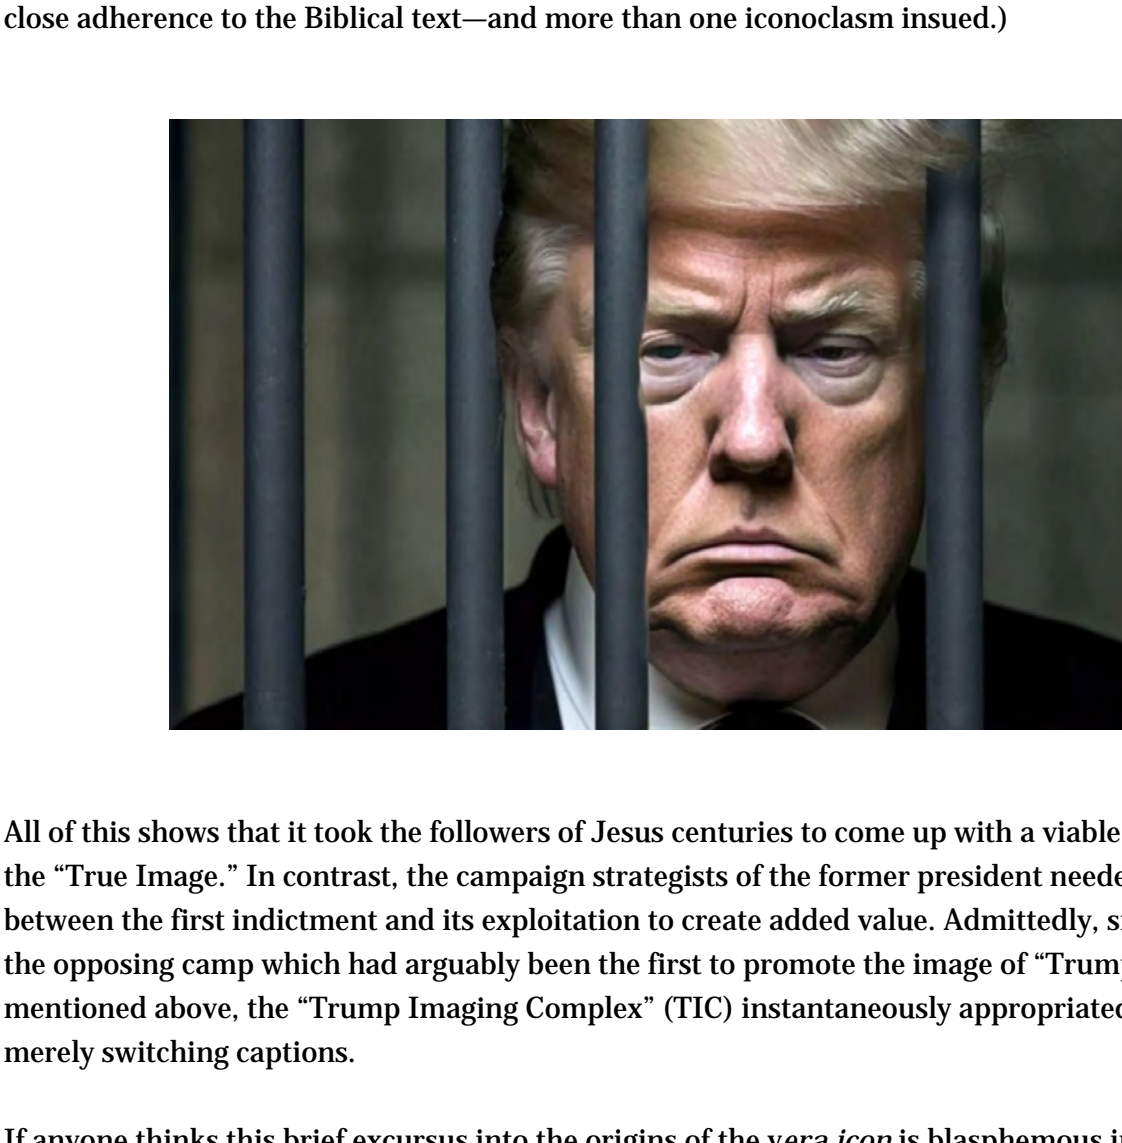 close adherence to the Biblical text—and more than one iconoclasm insued.)
All of this shows that it took the followers of Jesus centuries to come up with a viable
the “True Image.” In contrast, the campaign strategists of the former president neede
between the first indictment and its exploitation to create added value. Admittedly, si
the opposing camp which had arguably been the first to promote the image of “Trump
mentioned above, the “Trump Imaging Complex” (TIC) instantaneously appropriated
merely switching captions.
If anyone thinks this brief excursus into the origins of the vera icon is blasphemous